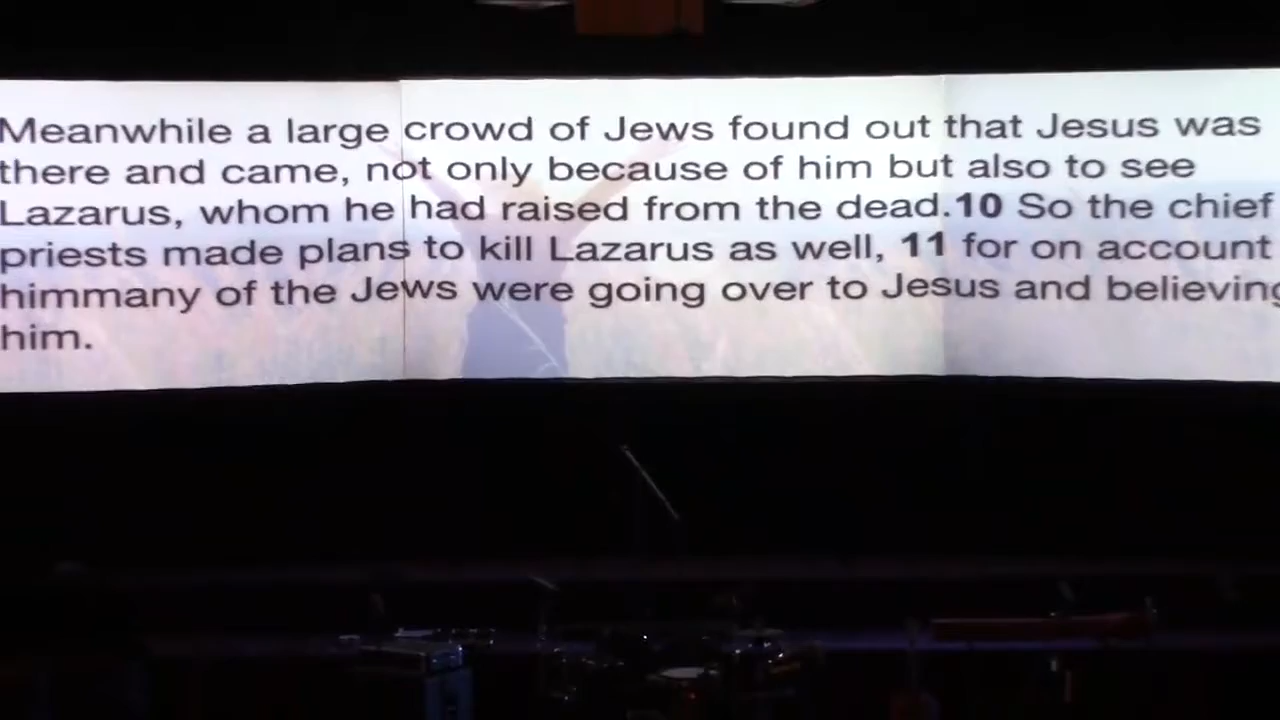 Meanwhile a large crowd of Jews found out that Jesus was
there and came, not only because of him but also to see
Lazarus, whom he had raised from the dead.10 So the chief
priests made plans to kill Lazarus as well, 11 for on account
himmany of the Jews were going over to Jesus and believing
him.